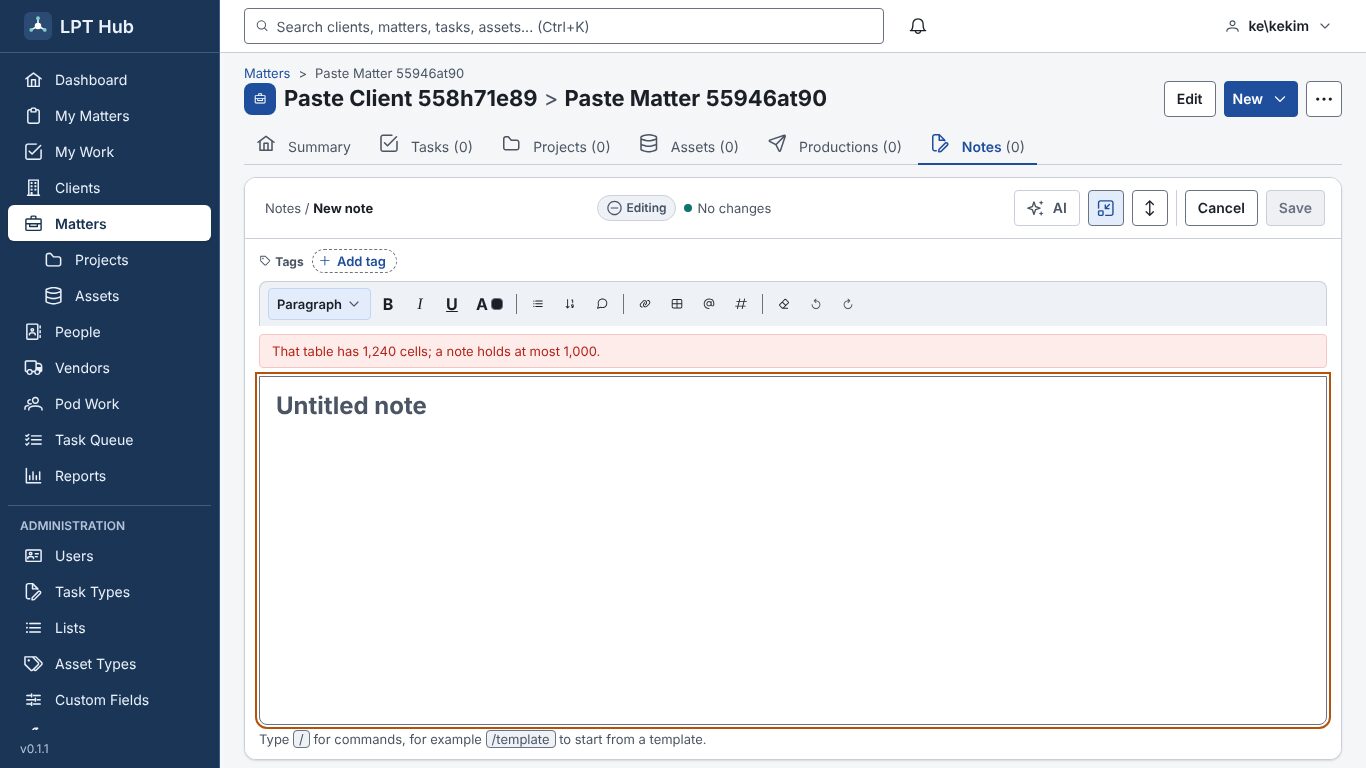 LPT Hub
Search clients, matters, tasks, assets... (Ctrl+K)
ke\kekim
Dashboard
My Matters
My Work
Clients
Matters
Projects
Assets
People
Vendors
Pod Work
Task Queue
Reports
ADMINISTRATION
Users
Task Types
Lists
Asset Types
Custom Fields
v0.1.1
Matters > Paste Matter 55946at90
Paste Client 558h71e89 > Paste Matter 55946at90
Edit
New
Summary
Tasks (0)
Projects (0)
Assets (0)
Productions (0)
Notes (0)
Notes / New note
Editing
No changes
AI
Cancel
Save
Tags
+ Add tag
Paragraph
B
I
U
A
@
#
That table has 1,240 cells; a note holds at most 1,000.
Untitled note
Type / for commands, for example /template to start from a template.